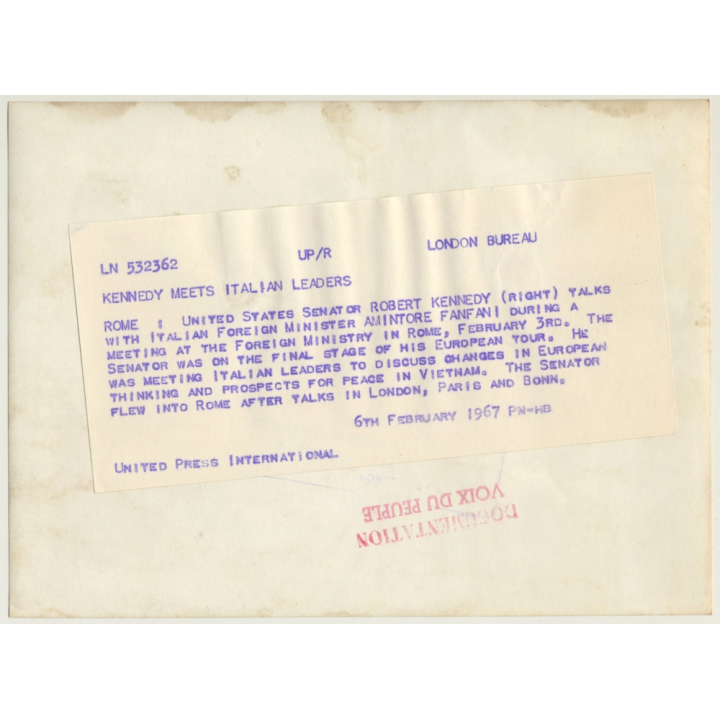 LN 532362 UP/R LONDON BUREAU
KENNEDY MEETS ITALIAN LEADERS
ROME : UNITED STATES SENATOR ROBERT KENNEDY (RIGHT) TALKS
WITH ITALIAN FOREIGN MINISTER AMINTORE FANFANI DURING A
MEETING AT THE FOREIGN MINISTRY IN ROME, FEBRUARY 3RD. THE
SENATOR WAS ON THE FINAL STAGE OF HIS EUROPEAN TOUR. HE
WAS MEETING ITALIAN LEADERS TO DISCUSS CHANGES IN EUROPEAN
THINKING AND PROSPECTS FOR PEACE IN VIETNAM. THE SENATOR
FLEW INTO ROME AFTER TALKS IN LONDON, PARIS AND BONN.
6TH FEBRUARY 1967 PN-HB
UNITED PRESS INTERNATIONAL
DOCUMENTATION
VOIX DU PEUPLE